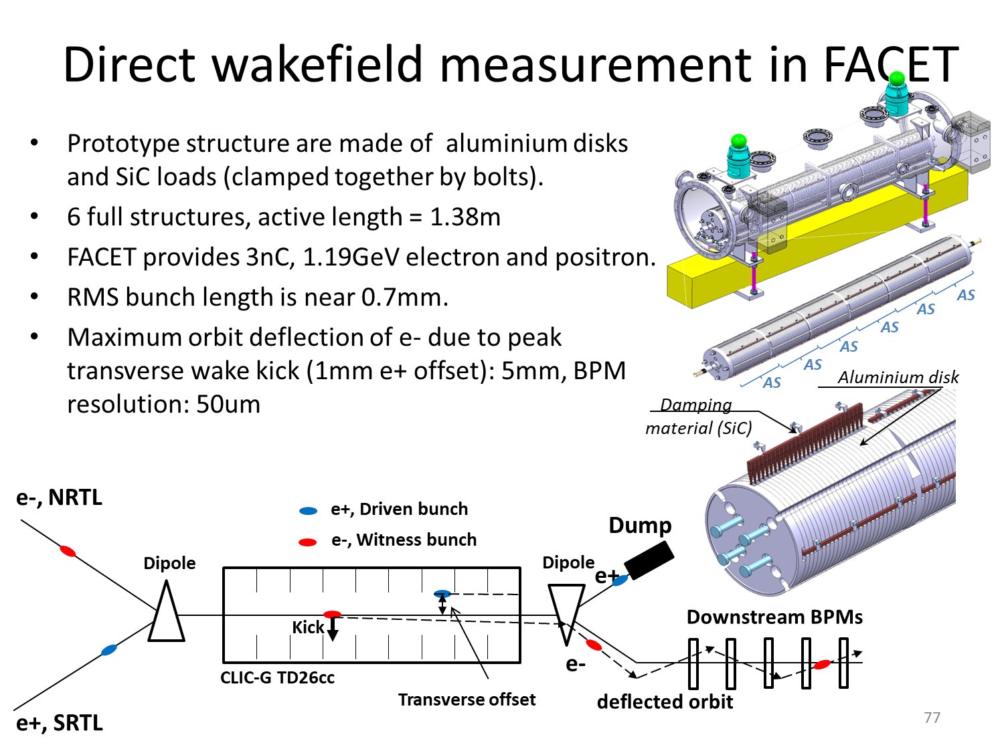 Direct wakefield measurement in FACET
• Prototype structure are made of aluminium disks
and SiC loads (clamped together by bolts).
• 6 full structures, active length = 1.38m
• FACET provides 3nC, 1.19GeV electron and positron.
• RMS bunch length is near 0.7mm.
• Maximum orbit deflection of e- due to peak
transverse wake kick (1mm e+ offset): 5mm, BPM
resolution: 50um
AS
AS
AS
AS
AS
AS
Aluminium disk
Damping
material (SiC)
e-, NRTL
e+, Driven bunch
e-, Witness bunch
Dump
Dipole
Dipole
e+
Kick
Downstream BPMs
e-
CLIC-G TD26cc
Transverse offset
deflected orbit
e+, SRTL
77